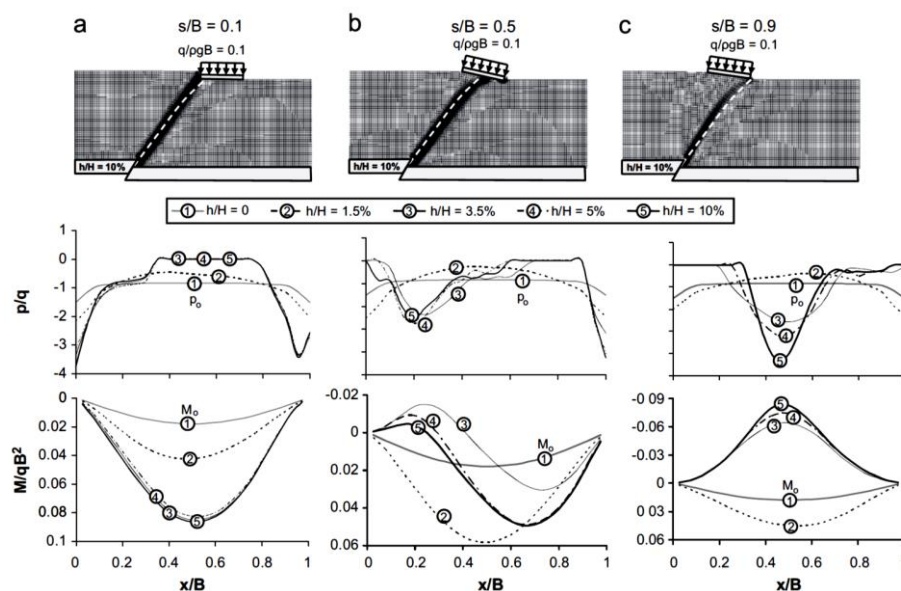 a
s/B = 0.1
q/ρgB = 0.1
h/H = 10%
b
s/B = 0.5
q/ρgB = 0.1
h/H = 10%
c
s/B = 0.9
q/ρgB = 0.1
h/H = 10%
① h/H = 0 ② h/H = 1.5% ③ h/H = 3.5% ④ h/H = 5% ⑤ h/H = 10%
p/q
1
0
-1
-2
-3
-4
③ ④ ⑤
②
①
p₀
②
①
③
p₀
⑤
④
②
①
p₀
③
④
⑤
M/qB²
0
0.02
0.04
0.06
0.08
0.1
M₀
①
②
④
③
⑤
0 0.2 0.4 0.6 0.8 1
x/B
-0.02
0
0.02
0.04
0.06
④
③
⑤
M₀
①
②
0 0.2 0.4 0.6 0.8 1
x/B
-0.09
-0.06
-0.03
0
0.03
0.06
⑤
③
④
M₀
①
②
0 0.2 0.4 0.6 0.8 1
x/B